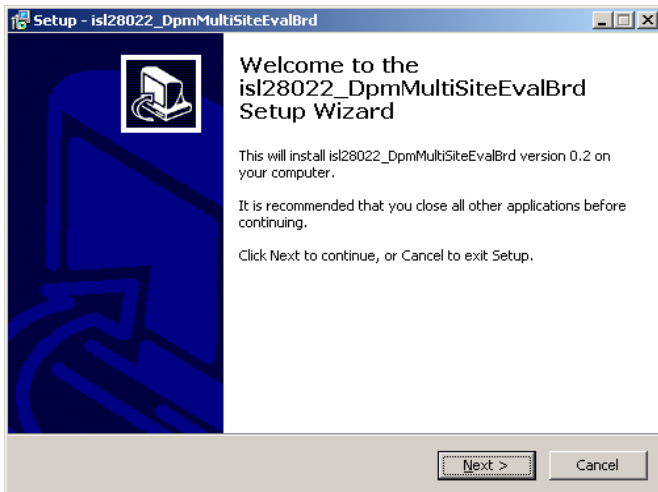 Setup - isl28022_DpmMultiSiteEvalBrd
Welcome to the
isl28022_DpmMultiSiteEvalBrd
Setup Wizard
This will install isl28022_DpmMultiSiteEvalBrd version 0.2 on
your computer.
It is recommended that you close all other applications before
continuing.
Click Next to continue, or Cancel to exit Setup.
Next >
Cancel